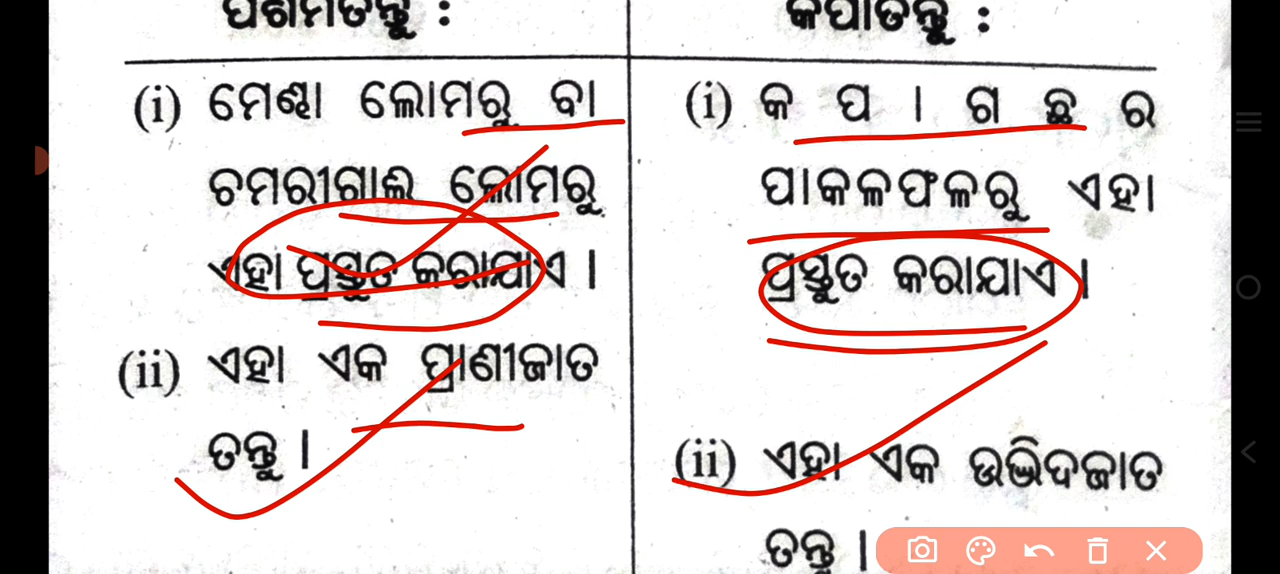 ପଶମତନ୍ତୁ :
(i) ମେଣ୍ଢା ଲୋମରୁ ବା
ଚମରୀଗାଈ ଲୋମରୁ
ଏହା ପ୍ରସ୍ତୁତ କରାଯାଏ ।
(ii) ଏହା ଏକ ପ୍ରାଣୀଜାତ
ତନ୍ତୁ ।
କପାତନ୍ତୁ :
(i) କ ପ ା ଗ ଛ ର
ପାକଳଫଳରୁ ଏହା
ପ୍ରସ୍ତୁତ କରାଯାଏ ।
(ii) ଏହା ଏକ ଉଦ୍ଭିଦଜାତ
ତନ୍ତୁ ।